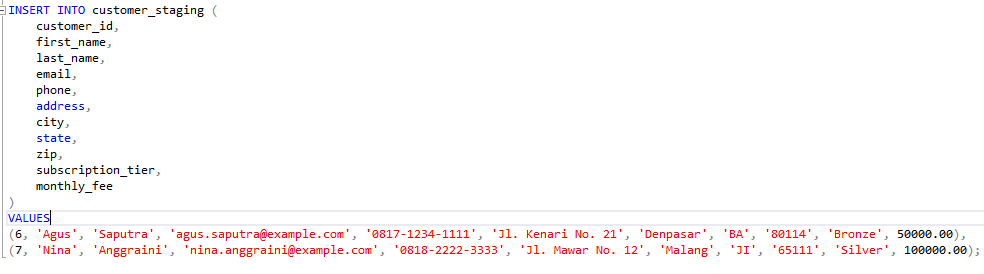 INSERT INTO customer_staging (
    customer_id,
    first_name,
    last_name,
    email,
    phone,
    address,
    city,
    state,
    zip,
    subscription_tier,
    monthly_fee
)
VALUES
(6, 'Agus', 'Saputra', 'agus.saputra@example.com', '0817-1234-1111', 'Jl. Kenari No. 21', 'Denpasar', 'BA', '80114', 'Bronze', 50000.00),
(7, 'Nina', 'Anggraini', 'nina.anggraini@example.com', '0818-2222-3333', 'Jl. Mawar No. 12', 'Malang', 'JI', '65111', 'Silver', 100000.00);